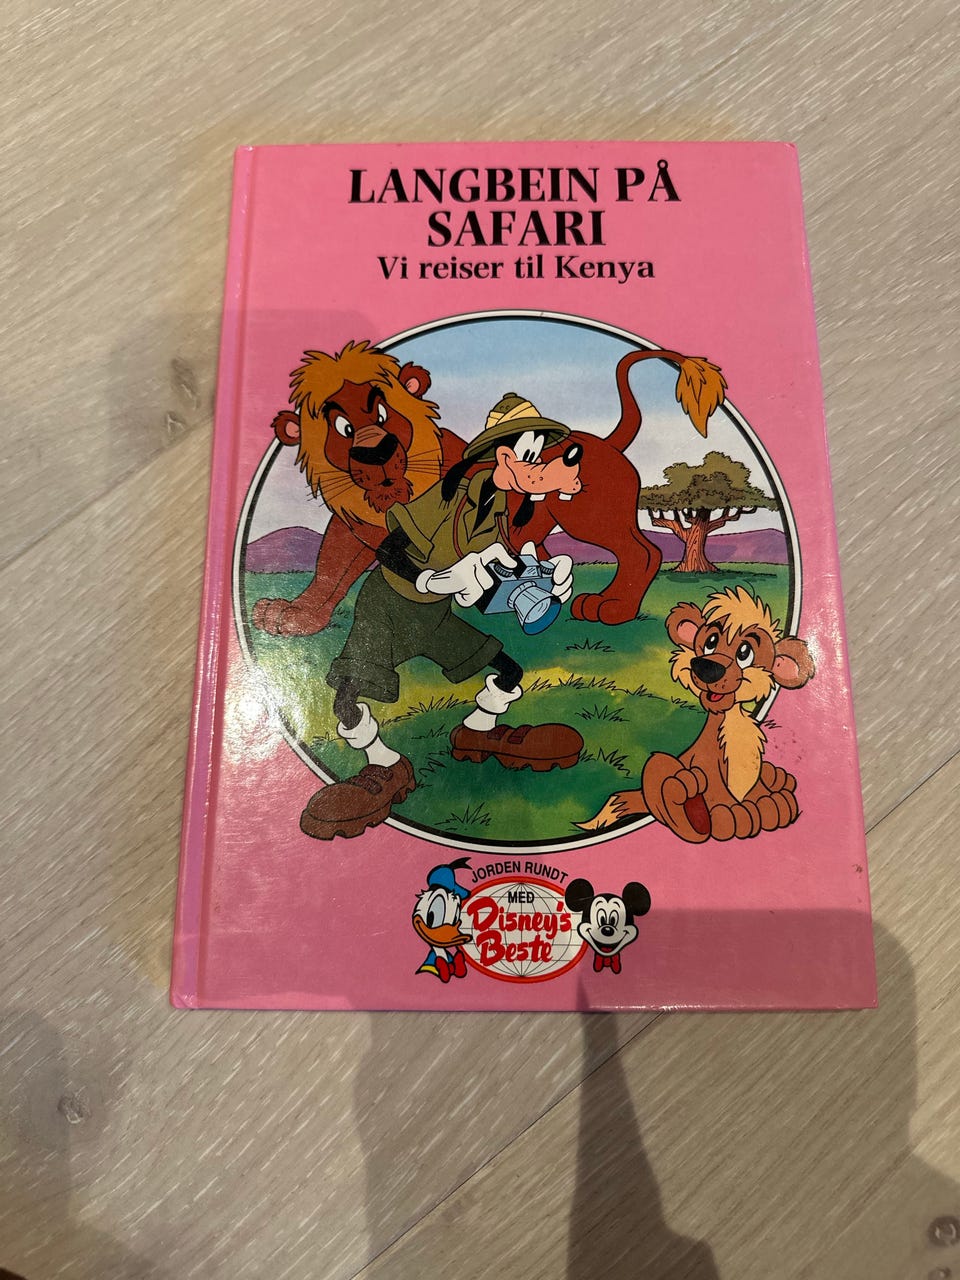 LANGBEIN PÅ
SAFARI
Vi reiser til Kenya
JORDEN RUNDT
MED
Disney's
Beste